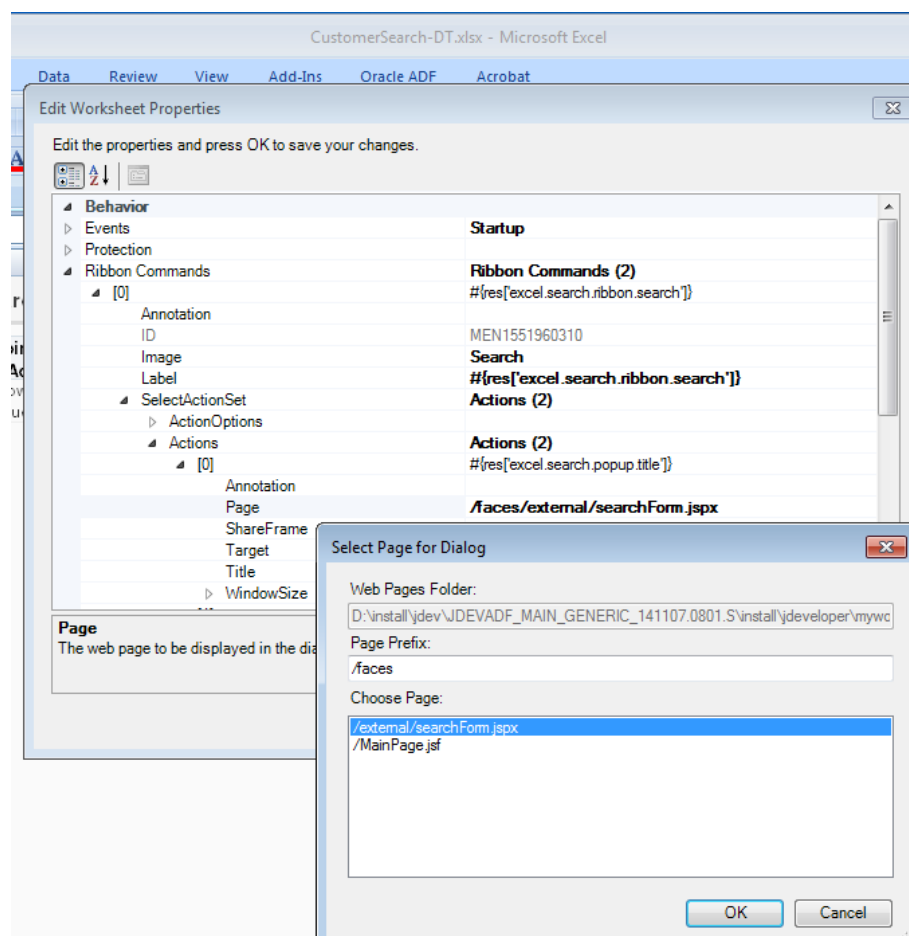 CustomerSearch-DT.xlsx - Microsoft Excel
Data Review View Add-Ins Oracle ADF Acrobat
Edit Worksheet Properties
Edit the properties and press OK to save your changes.
Behavior
Events Startup
Protection
Ribbon Commands Ribbon Commands (2)
[0] #{res['excel.search.ribbon.search']}
Annotation
ID MEN1551960310
Image Search
Label #{res['excel.search.ribbon.search']}
SelectActionSet Actions (2)
ActionOptions
Actions Actions (2)
[0] #{res['excel.search.popup.title']}
Annotation
Page /faces/external/searchForm.jspx
ShareFrame
Target
Title
WindowSize
Page
The web page to be displayed in the dia
Select Page for Dialog
Web Pages Folder:
D:\install\jdev\JDEVADF_MAIN_GENERIC_141107.0801.S\install\jdeveloper\mywc
Page Prefix:
/faces
Choose Page:
/external/searchForm.jspx
/MainPage.jsf
OK Cancel